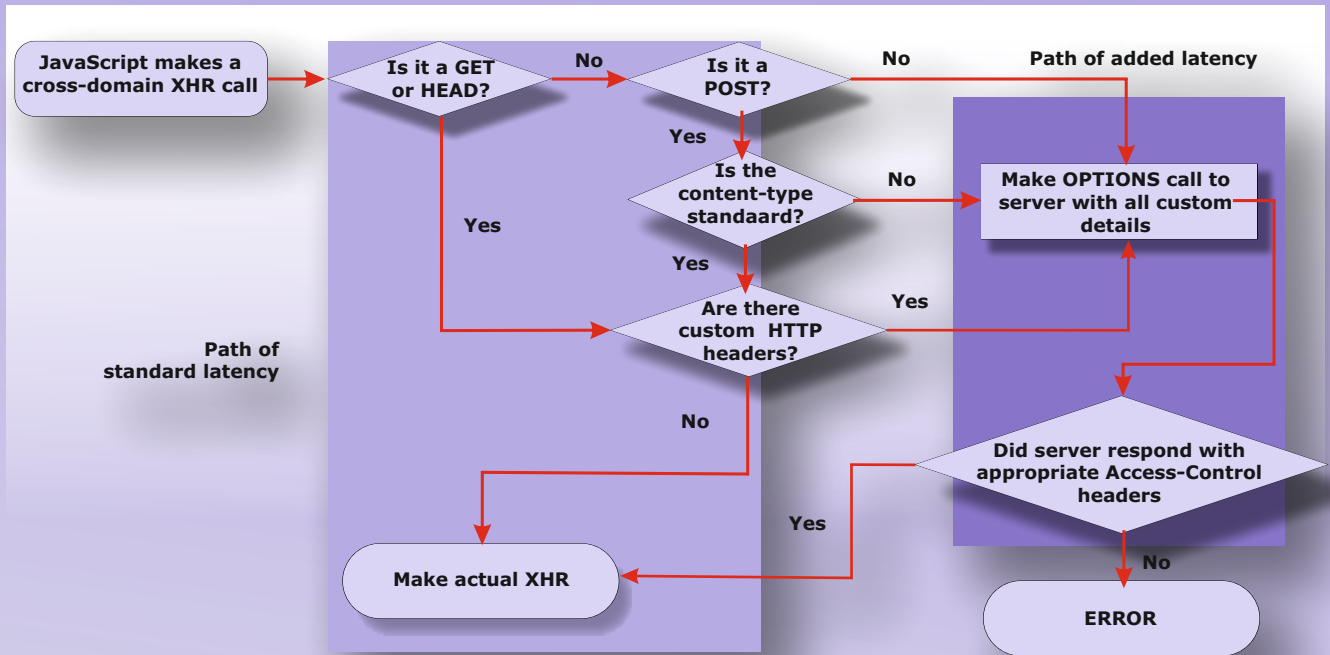 JavaScript makes a
cross-domain XHR call
Is it a GET
or HEAD?
No
Is it a
POST?
No
Path of added latency
Yes
Is the
content-type
standaard?
No
Make OPTIONS call to
server with all custom
details
Yes
Yes
Are there
custom HTTP
headers?
Yes
Path of
standard latency
No
Did server respond with
appropriate Access-Control
headers
Yes
No
Make actual XHR
ERROR